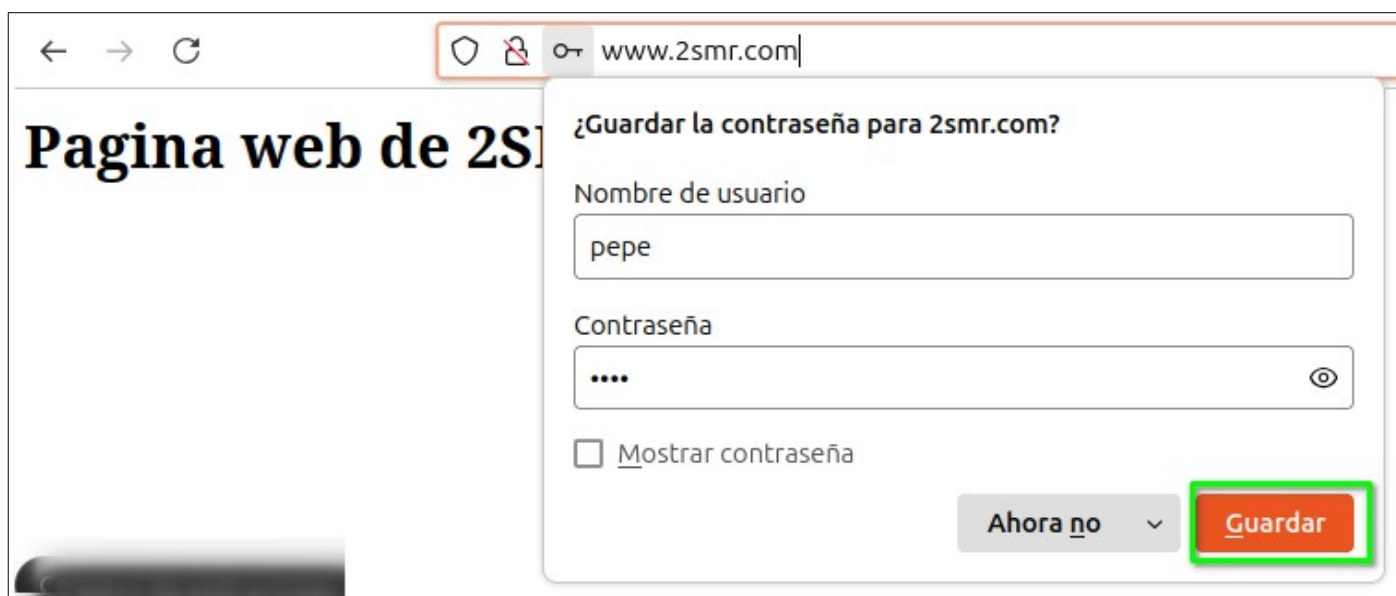 www.2smr.com
¿Guardar la contraseña para 2smr.com?
Pagina web de 2S
Nombre de usuario
pepe
Contraseña
••••
Mostrar contraseña
Ahora no
Guardar